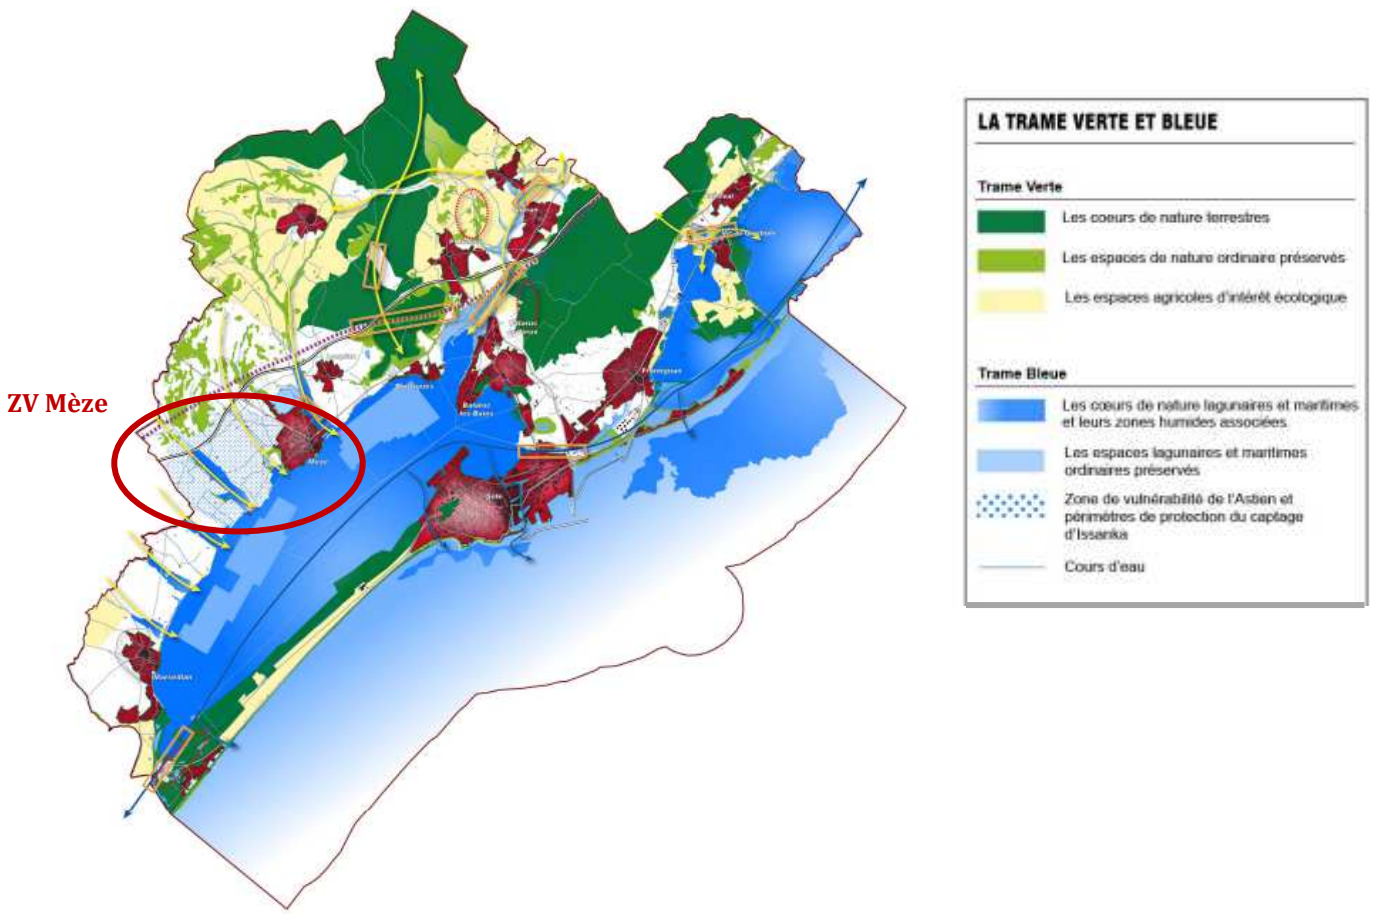 ZV Mèze
Mèze
Bouzigues
Balaruc
les-Bains
Frontignan
Sète
Marseillan
LA TRAME VERTE ET BLEUE
Trame Verte
Les coeurs de nature terrestres
Les espaces de nature ordinaire préservés
Les espaces agricoles d'intérêt écologique
Trame Bleue
Les cœurs de nature lagunaires et maritimes
et leurs zones humides associées
Les espaces lagunaires et maritimes
ordinaires préservés
Zone de vulnérabilité de l'Astien et
périmètres de protection du captage
d'Issanka
Cours d'eau